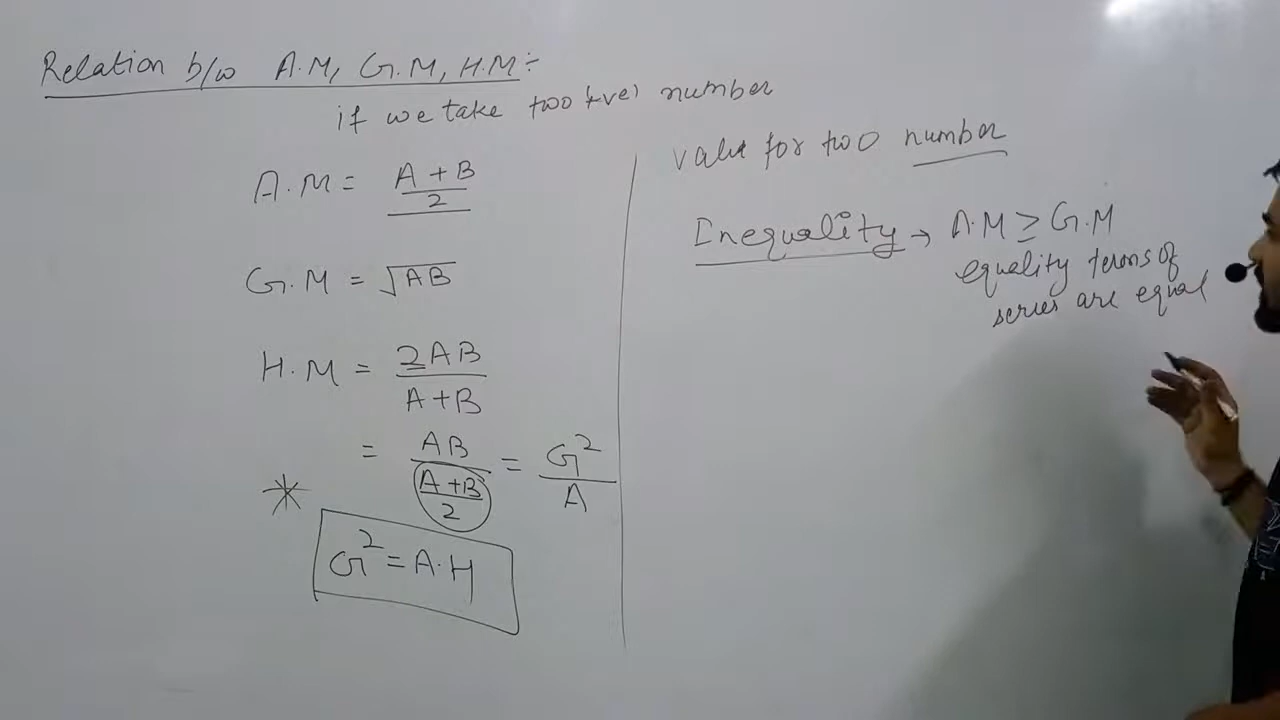 Relation b/w A.M, G.M, H.M :-
if we take two '+ve' number
A.M = A + B / 2
G.M = √AB
H.M = 2AB / A + B
= AB / (A + B / 2) = G² / A
* G² = A.H
valid for two number
Inequality → A.M ≥ G.M
equality terms of
series are equal